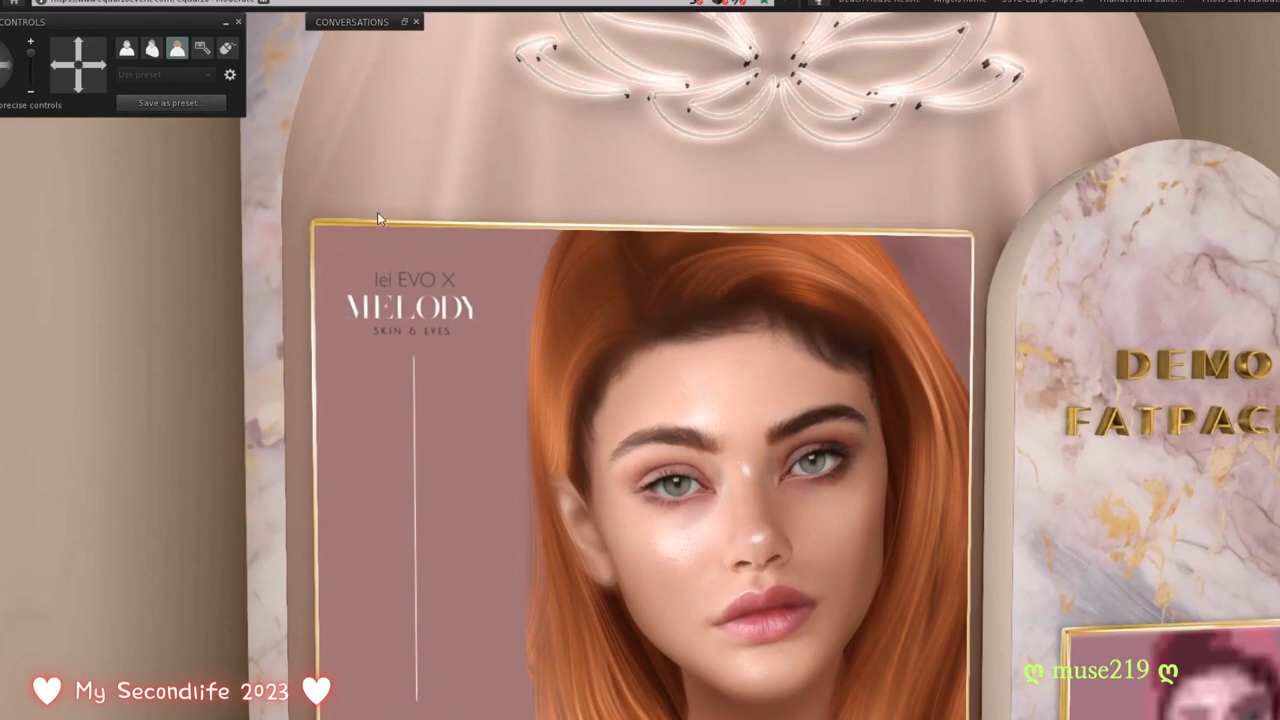 CONTROLS
CONVERSATIONS
Use preset
Save as preset...
precise controls
lel EVO X
MELODY
SKIN & EYES
DEMO
FATPAC
My Secondlife 2023
ღ muse219 ღ